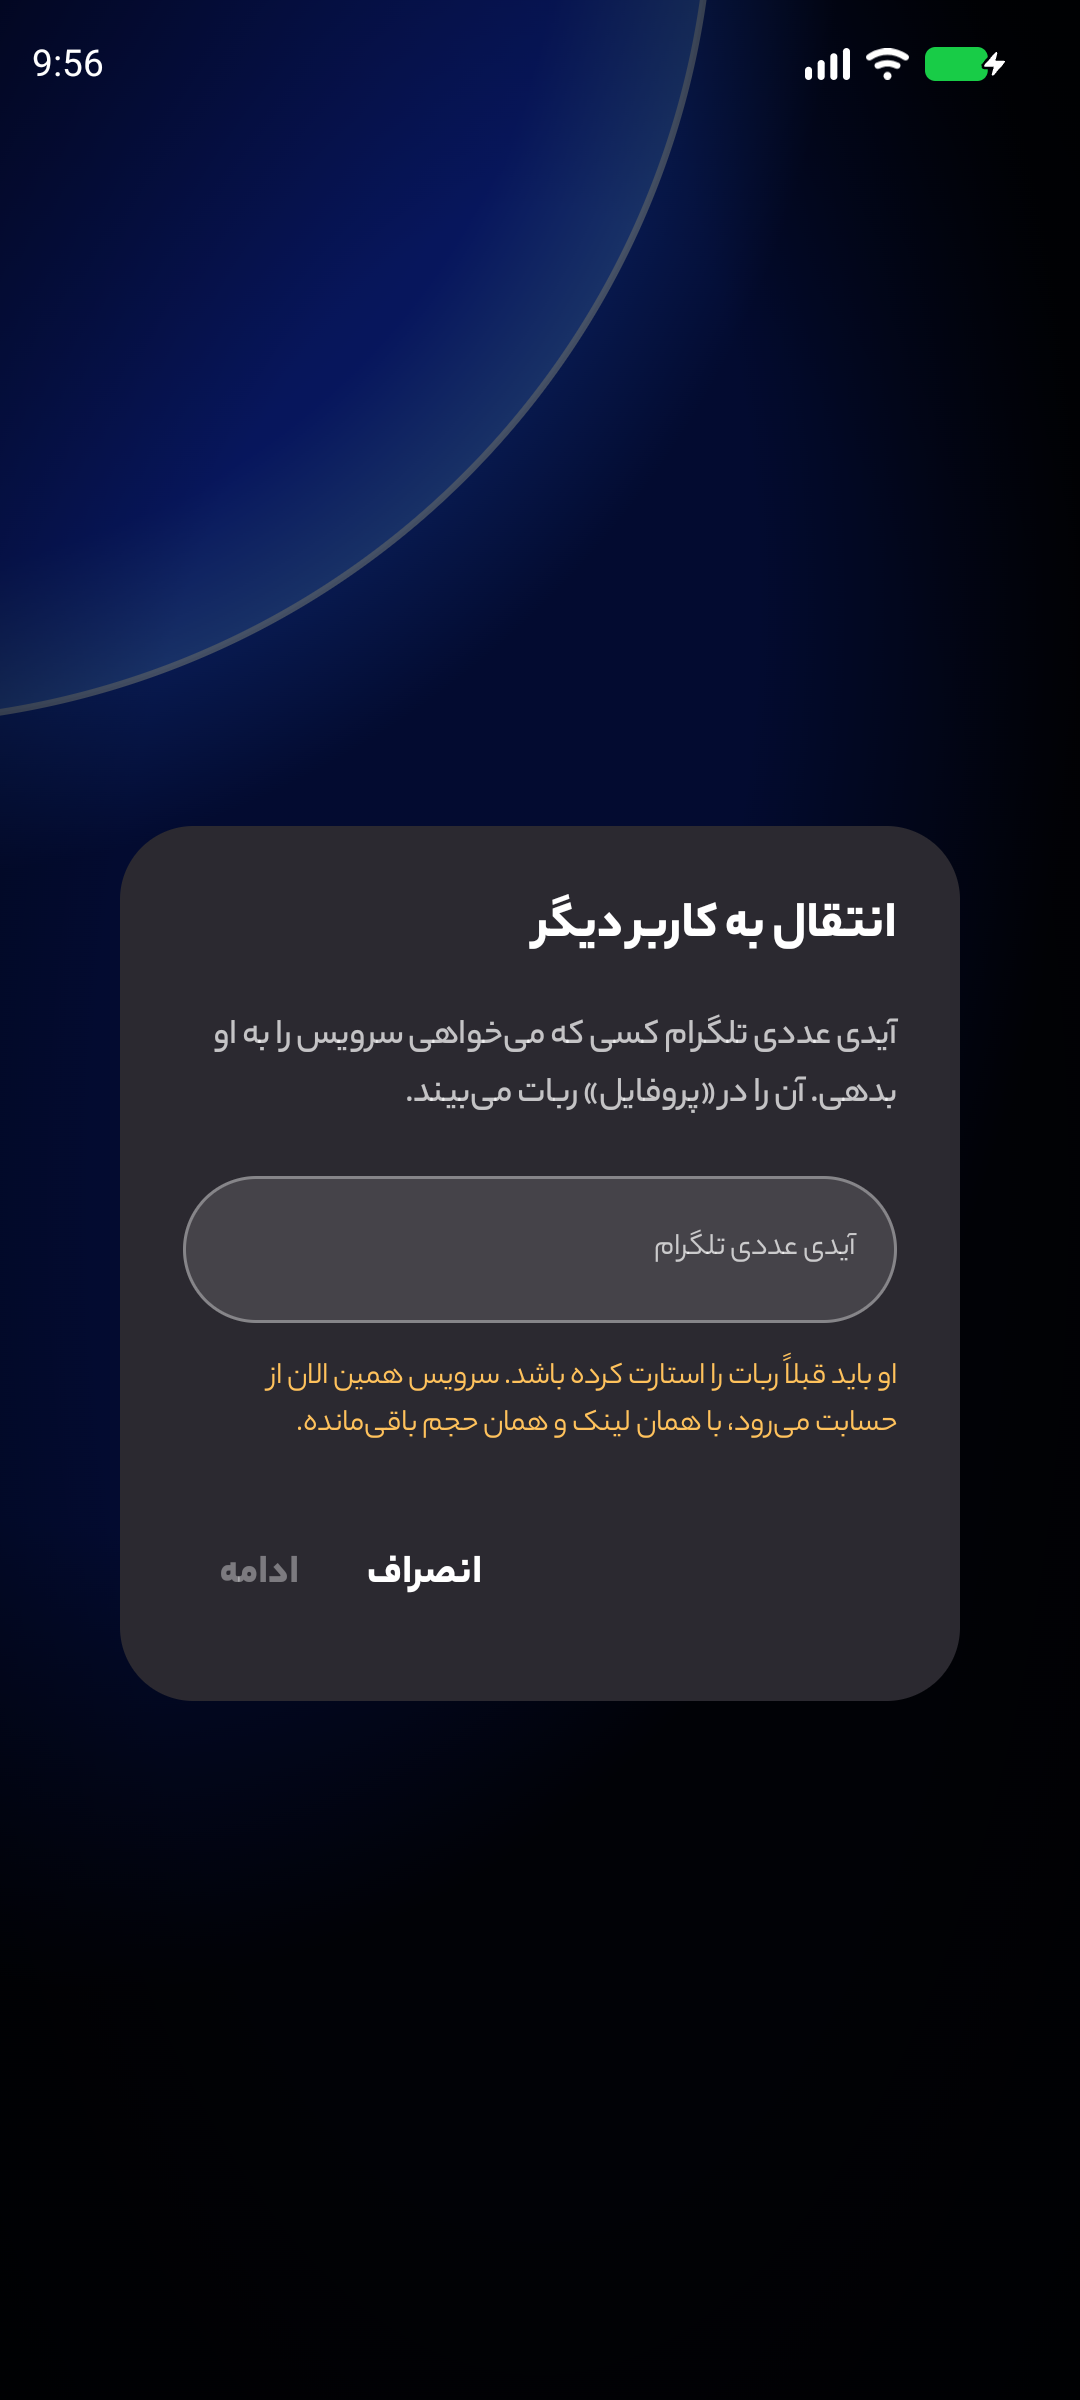 9:56
انتقال به کاربر دیگر
آیدی عددی تلگرام کسی که می‌خواهی سرویس را به او
بدهی. آن را در «پروفایل» ربات می‌بیند.
آیدی عددی تلگرام
او باید قبلاً ربات را استارت کرده باشد. سرویس همین الان از
حسابت می‌رود، با همان لینک و همان حجم باقی‌مانده.
انصراف
ادامه